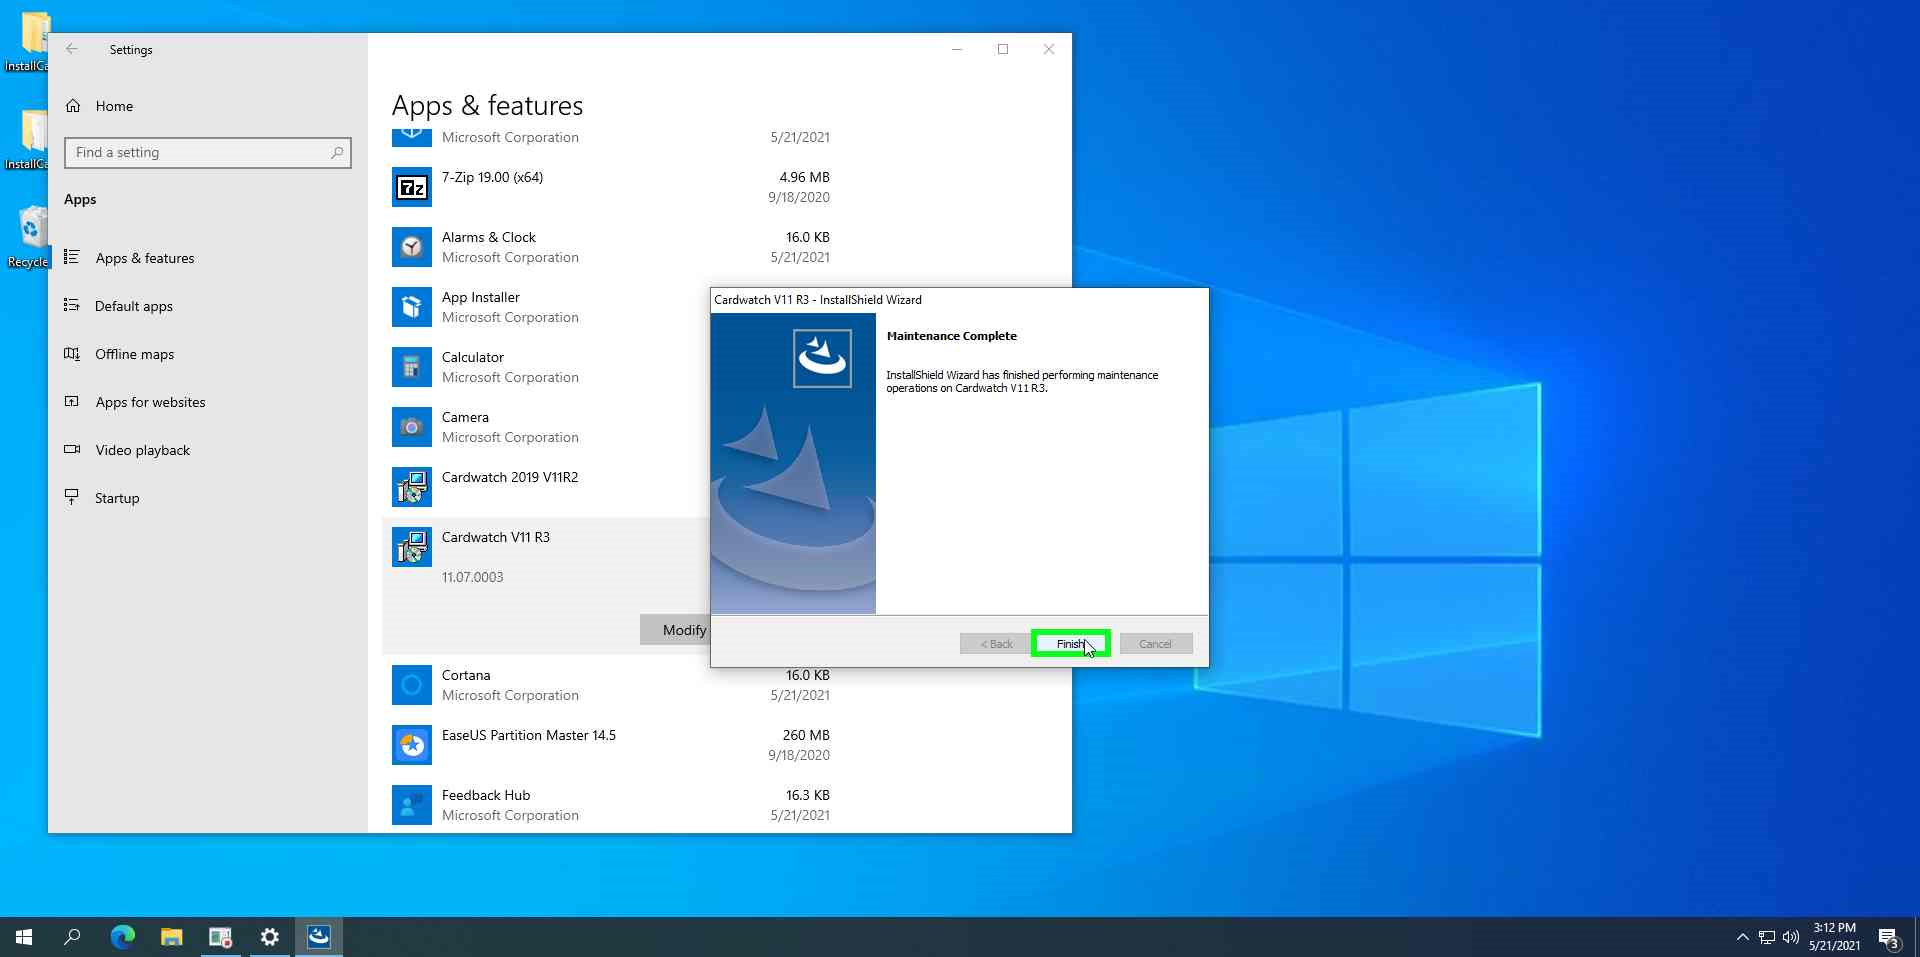 InstallCa
InstallCa
Recycle
Settings
Home
Find a setting
Apps
Apps & features
Default apps
Offline maps
Apps for websites
Video playback
Startup
Apps & features
Microsoft Corporation 5/21/2021
7-Zip 19.00 (x64) 4.96 MB
9/18/2020
Alarms & Clock 16.0 KB
Microsoft Corporation 5/21/2021
App Installer
Microsoft Corporation
Calculator
Microsoft Corporation
Camera
Microsoft Corporation
Cardwatch 2019 V11R2
Cardwatch V11 R3
11.07.0003
Modify
Cortana 16.0 KB
Microsoft Corporation 5/21/2021
EaseUS Partition Master 14.5 260 MB
9/18/2020
Feedback Hub 16.3 KB
Microsoft Corporation 5/21/2021
Cardwatch V11 R3 - InstallShield Wizard
Maintenance Complete
InstallShield Wizard has finished performing maintenance
operations on Cardwatch V11 R3.
< Back Finish Cancel
3:12 PM
5/21/2021
3